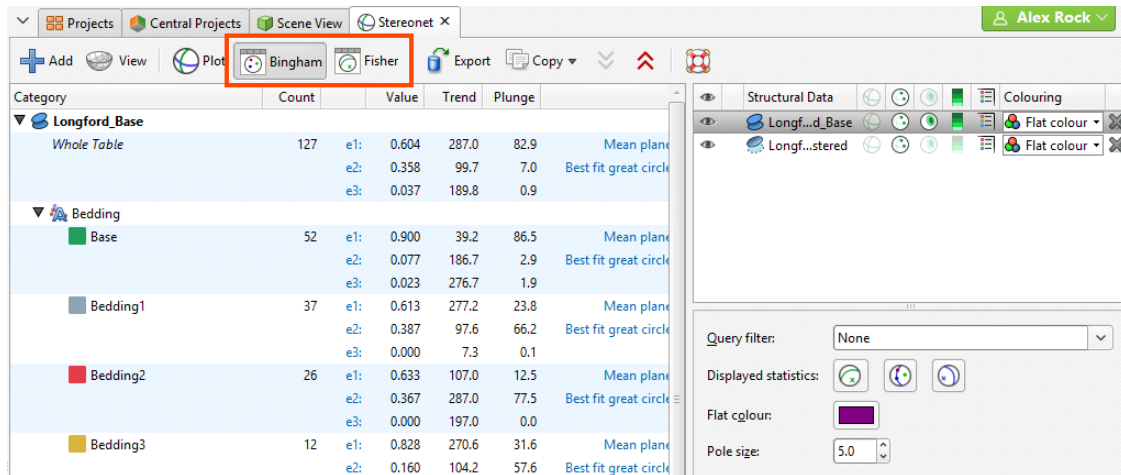 Projects Central Projects Scene View Stereonet Alex Rock
Add View Plot Bingham Fisher Export Copy
Category Count Value Trend Plunge Structural Data Colouring
Longford_Base Longf...d_Base Flat colour
Whole Table 127 e1: 0.604 287.0 82.9 Mean plane Longf...stered Flat colour
e2: 0.358 99.7 7.0 Best fit great circle
e3: 0.037 189.8 0.9
Bedding
Base 52 e1: 0.900 39.2 86.5 Mean plane
e2: 0.077 186.7 2.9 Best fit great circle
e3: 0.023 276.7 1.9
Bedding1 37 e1: 0.613 277.2 23.8 Mean plane
e2: 0.387 97.6 66.2 Best fit great circle
e3: 0.000 7.3 0.1
Query filter: None
Bedding2 26 e1: 0.633 107.0 12.5 Mean plane Displayed statistics:
e2: 0.367 287.0 77.5 Best fit great circle
e3: 0.000 197.0 0.0 Flat colour:
Bedding3 12 e1: 0.828 270.6 31.6 Mean plane Pole size: 5.0
e2: 0.160 104.2 57.6 Best fit great circle